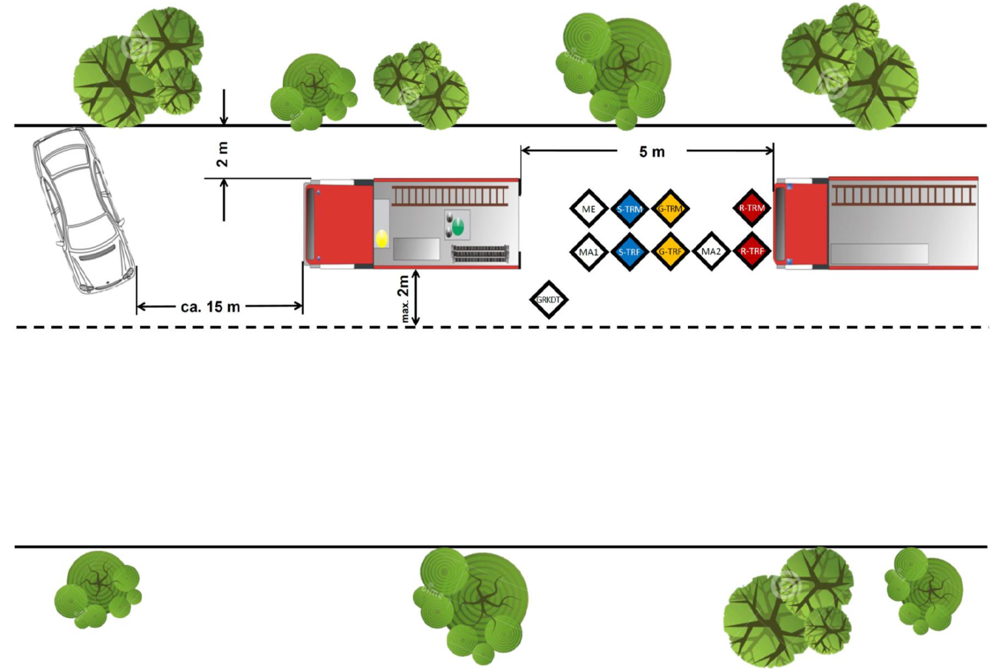 2 m
5 m
ME
S-TRM
G-TRM
R-TRM
MA1
S-TRF
G-TRF
MA2
R-TRF
GRKDT
ca. 15 m
max. 2m